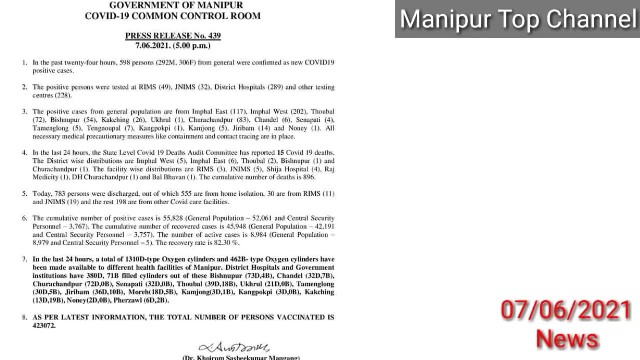 GOVERNMENT OF MANIPUR
COVID-19 COMMON CONTROL ROOM
PRESS RELEASE No. 439
7.06.2021. (5.00 p.m.)
1. In the past twenty-four hours, 598 persons (292M, 306F) from general were confirmed as new COVID19
positive cases.
2. The positive persons were tested at RIMS (49), JNIMS (32), District Hospitals (289) and other testing
centres (228).
3. The positive cases from general population are from Imphal East (117), Imphal West (202), Thoubal
(72), Bishnupur (54), Kakching (26), Ukhrul (1), Churachandpur (83), Chandel (6), Senapati (4),
Tamenglong (5), Tengnoupal (7), Kangpokpi (1), Kamjong (5), Jiribam (14) and Noney (1). All
necessary medical precautionary measures like containment and contact tracing are in place.
4. In the last 24 hours, the State Level Covid 19 Deaths Audit Committee has reported 15 Covid 19 deaths.
The District wise distributions are Imphal West (5), Imphal East (6), Thoubal (2), Bishnupur (1) and
Churachandpur (1). The facility wise distributions are RIMS (3), JNIMS (5), Shija Hospital (4), Raj
Medicity (1), DH Churachandpur (1) and Bal Bhavan (1). The cumulative number of deaths is 896.
5. Today, 783 persons were discharged, out of which 555 are from home isolation, 30 are from RIMS (11)
and JNIMS (19) and the rest 198 are from other Covid care facilities.
6. The cumulative number of positive cases is 55,828 (General Population – 52,061 and Central Security
Personnel – 3,767). The cumulative number of recovered cases is 45,948 (General Population – 42,191
and Central Security Personnel – 3,757). The number of active cases is 8,984 (General Population –
8,979 and Central Security Personnel – 5). The recovery rate is 82.30 %.
7. In the last 24 hours, a total of 1310D-type Oxygen cylinders and 462B- type Oxygen cylinders have
been made available to different health facilities of Manipur. District Hospitals and Government
institutions have 380D, 71B filled cylinders out of these Bishnupur (73D,4B), Chandel (32D,7B),
Churachandpur (72D,0B), Senapati (32D,0B), Thoubal (39D,18B), Ukhrul (21D,0B), Tamenglong
(30D,5B), Jiribam (36D,10B), Moreh(18D,5B), Kamjong(3D,1B), Kangpokpi (3D,0B), Kakching
(13D,19B), Noney(2D,0B), Pherzawl (6D,2B).
8. AS PER LATEST INFORMATION, THE TOTAL NUMBER OF PERSONS VACCINATED IS
423072.
(Dr. Khoirom Sasheekumar Mangang)
Manipur Top Channel
07/06/2021
News